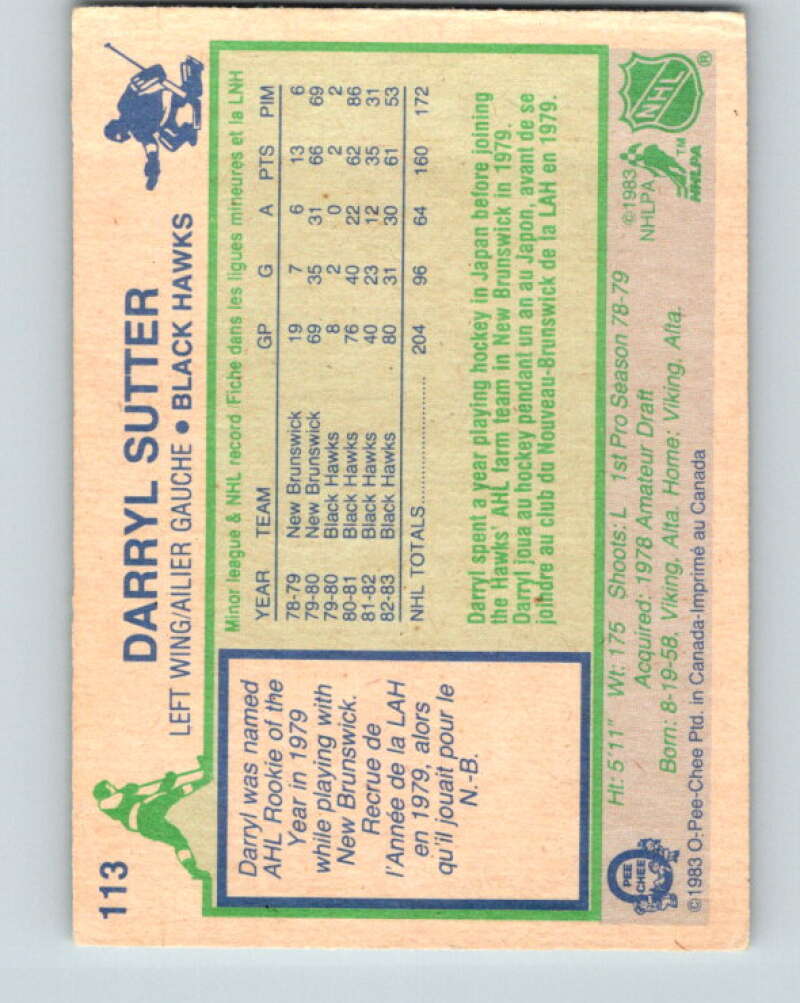 113
DARRYL SUTTER
LEFT WING/AILIER GAUCHE • BLACK HAWKS
Darryl was named
AHL Rookie of the
Year in 1979
while playing with
New Brunswick.
Recrue de
l'Année de la LAH
en 1979, alors
qu'il jouait pour le
N.-B.
Minor league & NHL record/Fiche dans les ligues mineures et la LNH
YEAR TEAM GP G A PTS PIM
78-79 New Brunswick 19 7 6 13 6
79-80 New Brunswick 69 35 31 66 69
79-80 Black Hawks 8 2 0 2 2
80-81 Black Hawks 76 40 22 62 86
81-82 Black Hawks 40 23 12 35 31
82-83 Black Hawks 80 31 30 61 53
NHL TOTALS.................... 204 96 64 160 172
Darryl spent a year playing hockey in Japan before joining
the Hawks' AHL farm team in New Brunswick in 1979.
Darryl joua au hockey pendant un an au Japon, avant de se
joindre au club du Nouveau-Brunswick de la LAH en 1979.
PEE
CHEE
Ht: 5'11" Wt: 175 Shoots: L 1st Pro Season 78-79
Acquired: 1978 Amateur Draft
Born: 8-19-58, Viking, Alta. Home: Viking, Alta.
©1983 O-Pee-Chee Ptd. in Canada-Imprimé au Canada
©1983
NHLPA
NHLPA
TM
NHL
®